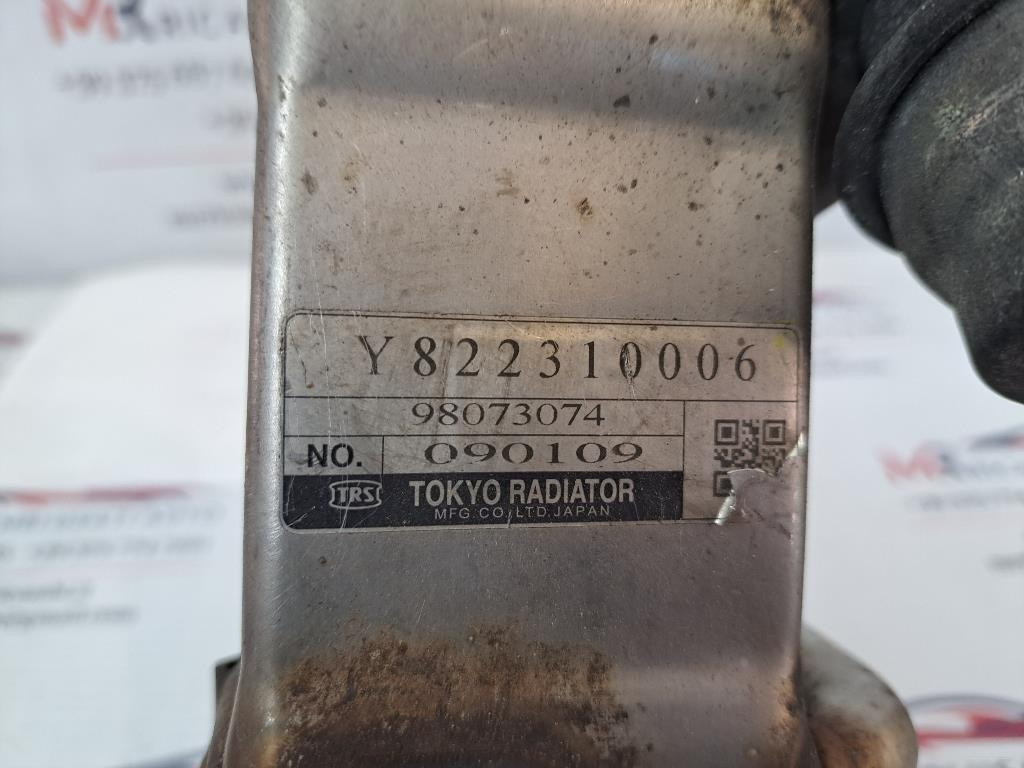 Y822310006
98073074
NO. 090109
TRS TOKYO RADIATOR
MFG.CO.,LTD.JAPAN